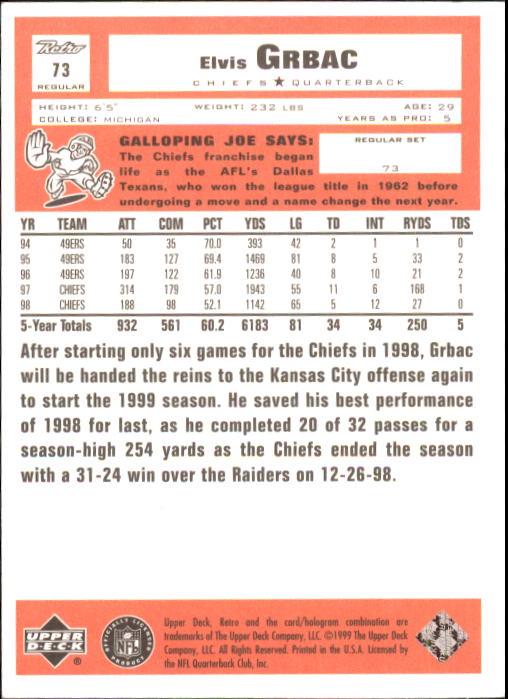 Retro
73
REGULAR
Elvis GRBAC
CHIEFS ★ QUARTERBACK
HEIGHT: 6'5" WEIGHT: 232 LBS AGE: 29
COLLEGE: MICHIGAN YEARS AS PRO: 5
GALLOPING JOE SAYS:
REGULAR SET
73
The Chiefs franchise began
life as the AFL's Dallas
Texans, who won the league title in 1962 before
undergoing a move and a name change the next year.
YR TEAM ATT COM PCT YDS LG TD INT RYDS TDS
94 49ERS 50 35 70.0 393 42 2 1 1 0
95 49ERS 183 127 69.4 1469 81 8 5 33 2
96 49ERS 197 122 61.9 1236 40 8 10 21 2
97 CHIEFS 314 179 57.0 1943 55 11 6 168 1
98 CHIEFS 188 98 52.1 1142 65 5 12 27 0
5-Year Totals 932 561 60.2 6183 81 34 34 250 5
After starting only six games for the Chiefs in 1998, Grbac
will be handed the reins to the Kansas City offense again
to start the 1999 season. He saved his best performance
of 1998 for last, as he completed 20 of 32 passes for a
season-high 254 yards as the Chiefs ended the season
with a 31-24 win over the Raiders on 12-26-98.
UPPER
DECK
®
OFFICIALLY LICENSED
NFL
PRODUCT
Upper Deck, Retro and the card/hologram combination are
trademarks of The Upper Deck Company, LLC. ©1999 The Upper Deck
Company, LLC. All Rights Reserved. Printed in the U.S.A. Licensed by
the NFL Quarterback Club, Inc.